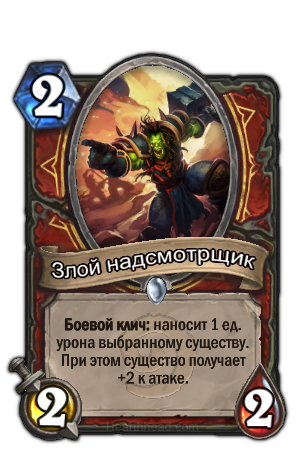 2
Злой надсмотрщик
Боевой клич: наносит 1 ед.
урона выбранному существу.
При этом существо получает
+2 к атаке.
2
2